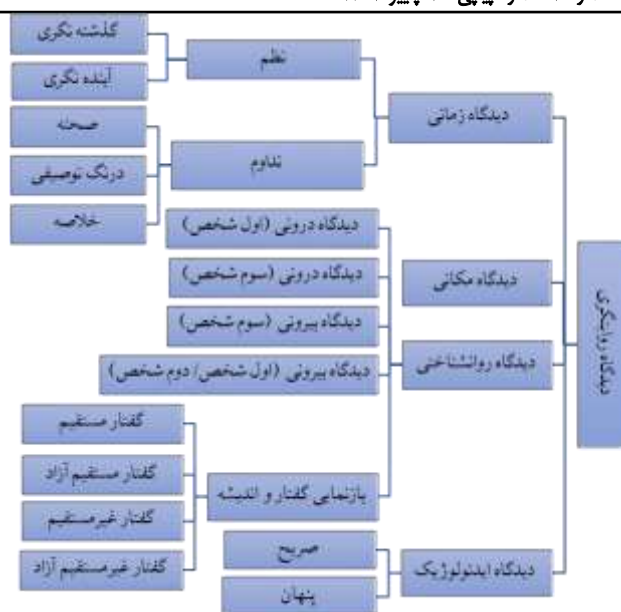 دیدگاه روایتگری
دیدگاه زمانی
نظم
گذشته نگری
آینده نگری
تداوم
صحنه
درنگ توصیفی
خلاصه
دیدگاه مکانی
دیدگاه روانشناختی
دیدگاه درونی (اول شخص)
دیدگاه درونی (سوم شخص)
دیدگاه بیرونی (سوم شخص)
دیدگاه بیرونی (اول شخص/ دوم شخص)
بازنمایی گفتار و اندیشه
گفتار مستقیم
گفتار مستقیم آزاد
گفتار غیرمستقیم
گفتار غیرمستقیم آزاد
دیدگاه ایدئولوژیک
صریح
پنهان